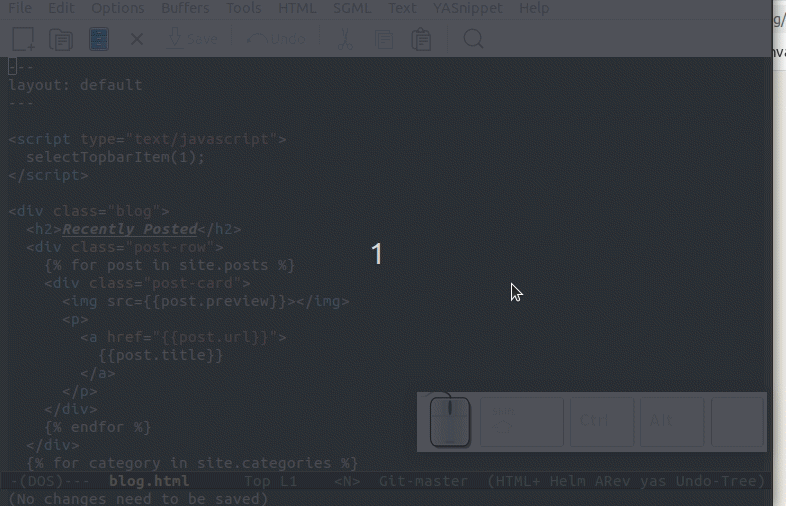 File Edit Options Buffers Tools HTML SGML Text YASnippet Help
Save Undo
---
layout: default
---
<script type="text/javascript">
  selectTopbarItem(1);
</script>
<div class="blog">
  <h2>Recently Posted</h2>
  <div class="post-row">
    {% for post in site.posts %}
    <div class="post-card">
      <img src={{post.preview}}></img>
      <p>
        <a href="{{post.url}}">
          {{post.title}}
        </a>
      </p>
    </div>
    {% endfor %}
  </div>
  {% for category in site.categories %}
1
Ctrl Alt
-(DOS)--- blog.html Top L1 <N> Git-master (HTML+ Helm ARev yas Undo-Tree)
(No changes need to be saved)